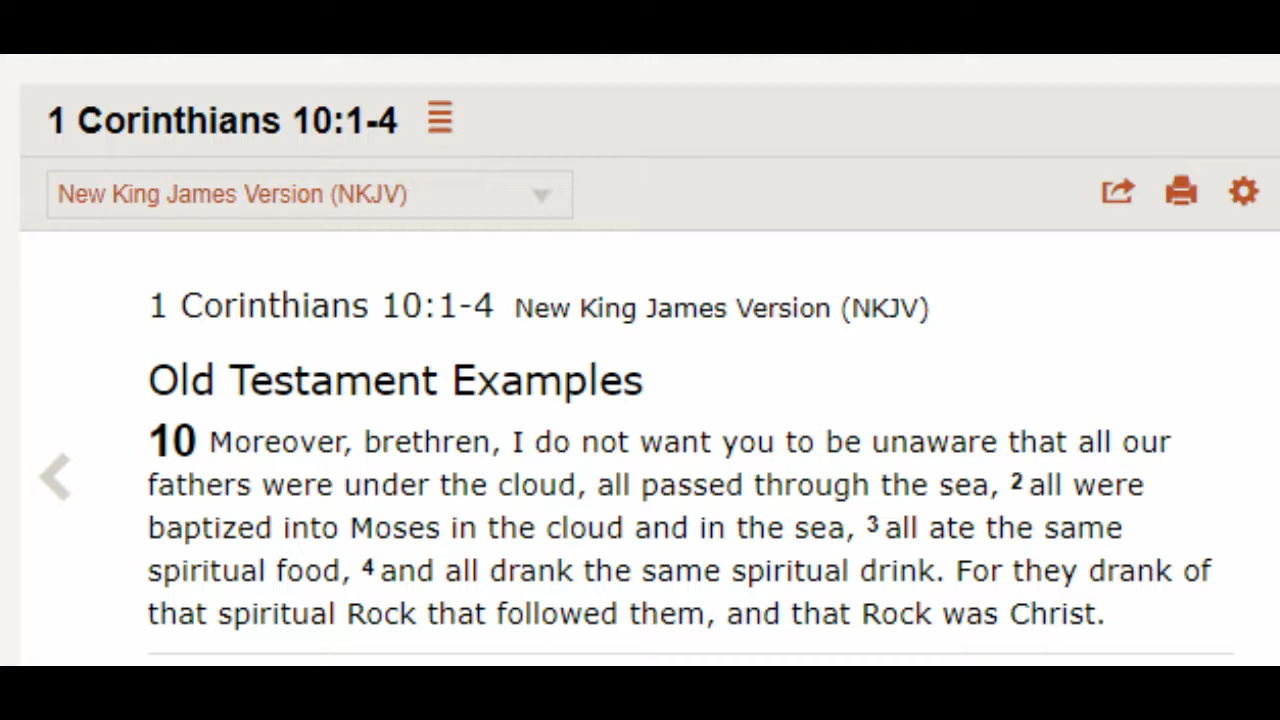 1 Corinthians 10:1-4
New King James Version (NKJV)
1 Corinthians 10:1-4 New King James Version (NKJV)
Old Testament Examples
10 Moreover, brethren, I do not want you to be unaware that all our
fathers were under the cloud, all passed through the sea, 2 all were
baptized into Moses in the cloud and in the sea, 3 all ate the same
spiritual food, 4 and all drank the same spiritual drink. For they drank of
that spiritual Rock that followed them, and that Rock was Christ.